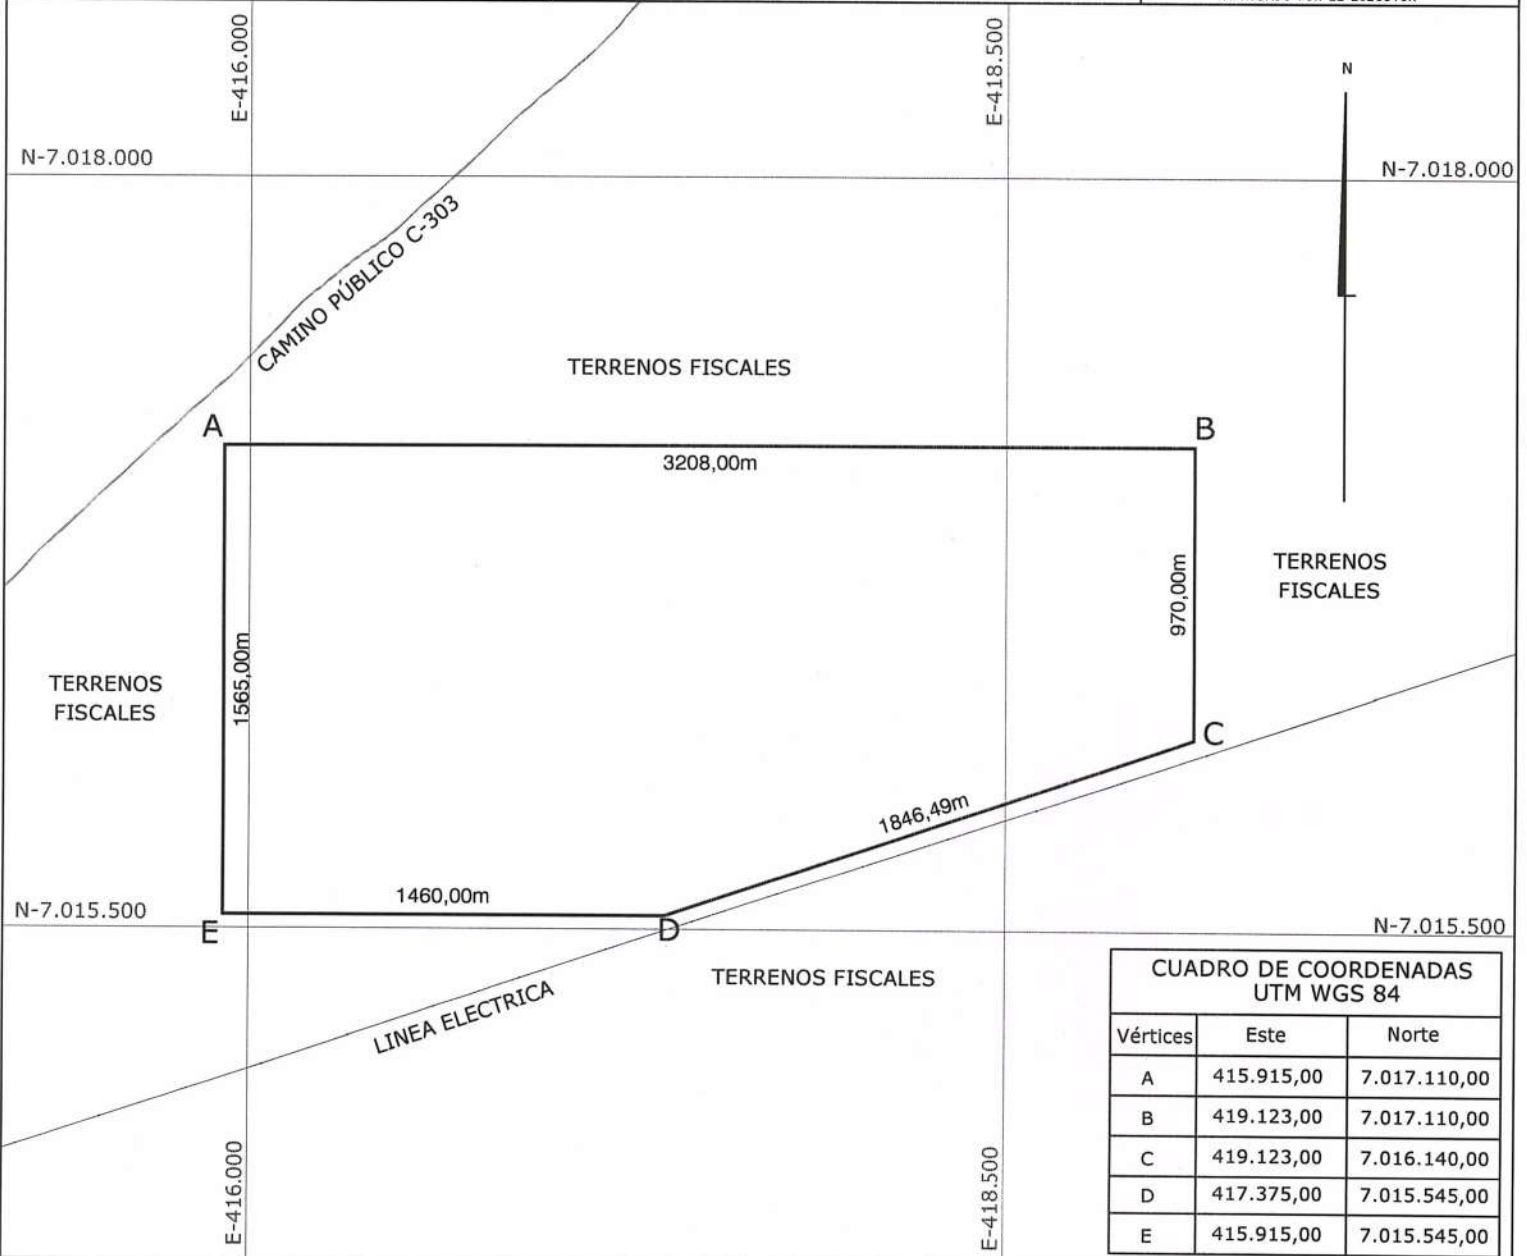 E-416.000
E-418.500
N
N-7.018.000
N-7.018.000
CAMINO PÚBLICO C-303
TERRENOS FISCALES
A
B
3208,00m
970,00m
TERRENOS
FISCALES
1565,00m
TERRENOS
FISCALES
C
1846,49m
1460,00m
N-7.015.500
E
D
N-7.015.500
TERRENOS FISCALES
LINEA ELECTRICA
E-416.000
E-418.500
CUADRO DE COORDENADAS
UTM WGS 84
Vértices Este Norte
A 415.915,00 7.017.110,00
B 419.123,00 7.017.110,00
C 419.123,00 7.016.140,00
D 417.375,00 7.015.545,00
E 415.915,00 7.015.545,00